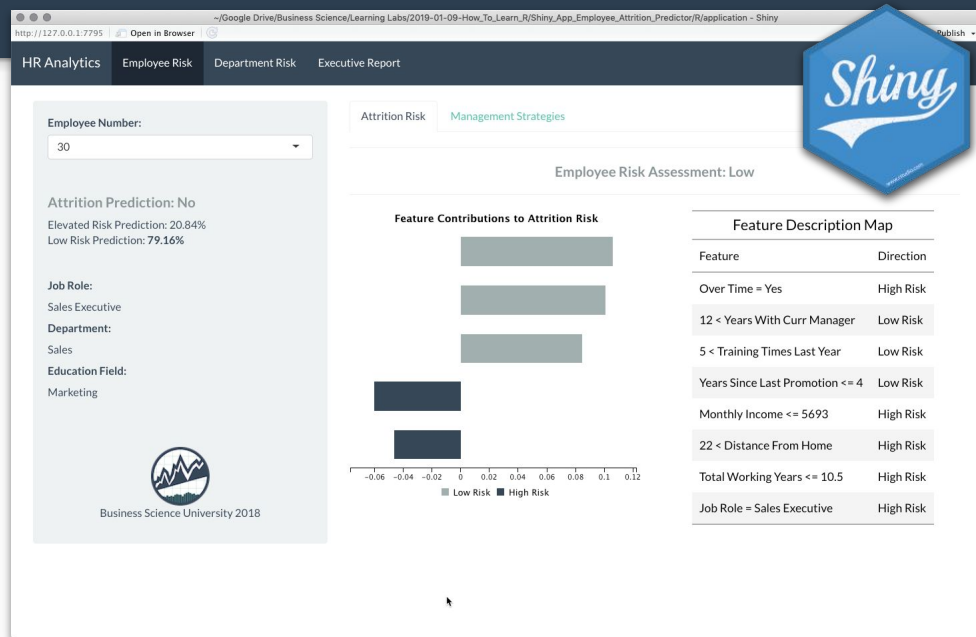 ~/Google Drive/Business Science/Learning Labs/2019-01-09-How_To_Learn_R/Shiny_App_Employee_Attrition_Predictor/R/application - Shiny
http://127.0.0.1:7795 Open in Browser Publish
HR Analytics Employee Risk Department Risk Executive Report
Shiny
www.rstudio.com
Employee Number:
30
Attrition Prediction: No
Elevated Risk Prediction: 20.84%
Low Risk Prediction: 79.16%
Job Role:
Sales Executive
Department:
Sales
Education Field:
Marketing
Business Science University 2018
Attrition Risk Management Strategies
Employee Risk Assessment: Low
Feature Contributions to Attrition Risk
−0.06 −0.04 −0.02 0 0.02 0.04 0.06 0.08 0.1 0.12
Low Risk High Risk
Feature Description Map
Feature Direction
Over Time = Yes High Risk
12 < Years With Curr Manager Low Risk
5 < Training Times Last Year Low Risk
Years Since Last Promotion <= 4 Low Risk
Monthly Income <= 5693 High Risk
22 < Distance From Home High Risk
Total Working Years <= 10.5 High Risk
Job Role = Sales Executive High Risk